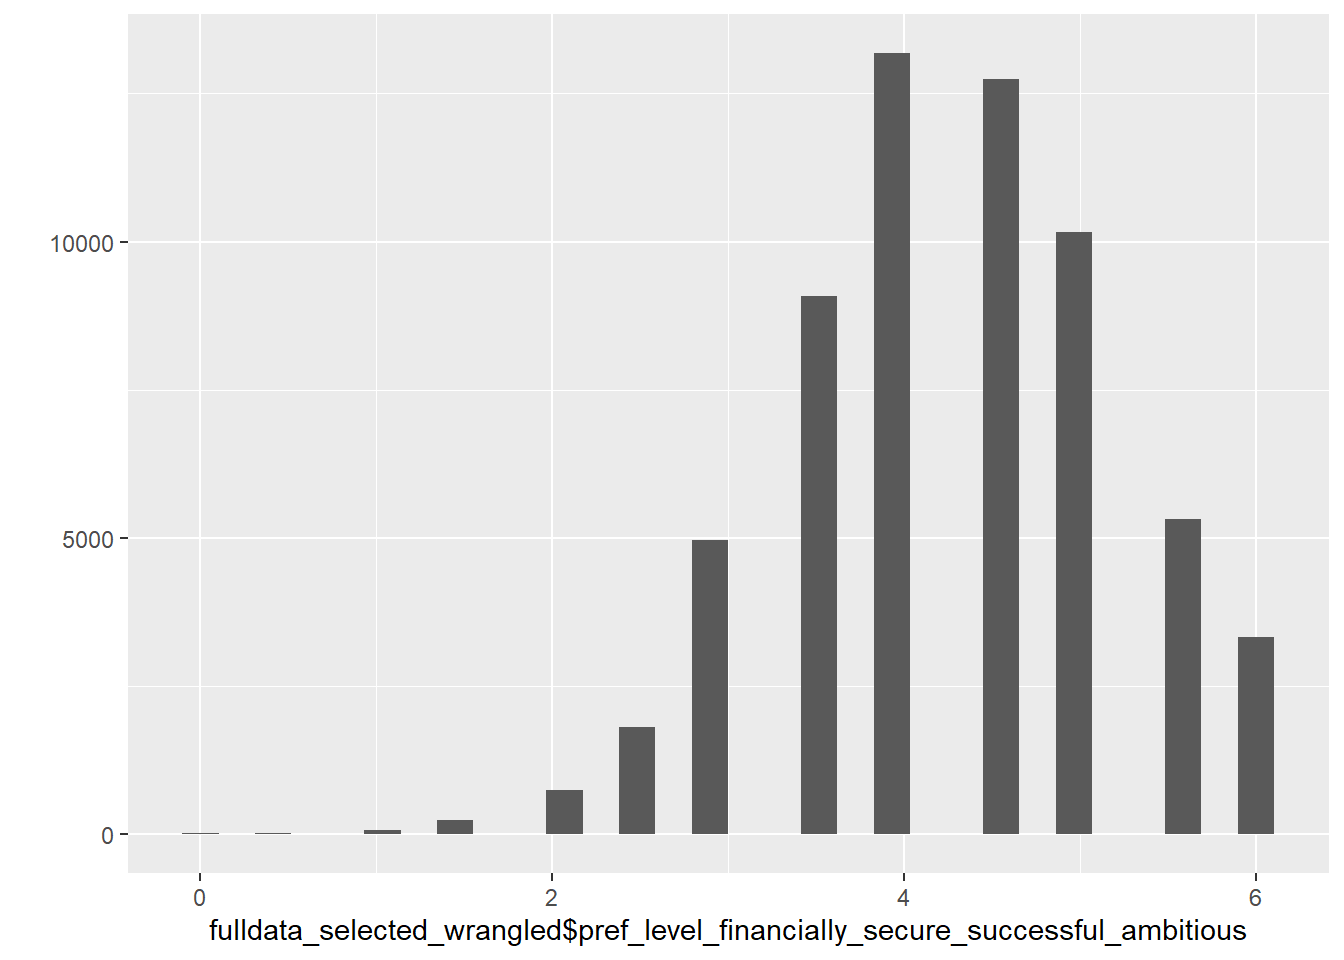 10000
5000
0
0 2 4 6
fulldata_selected_wrangled$pref_level_financially_secure_successful_ambitious